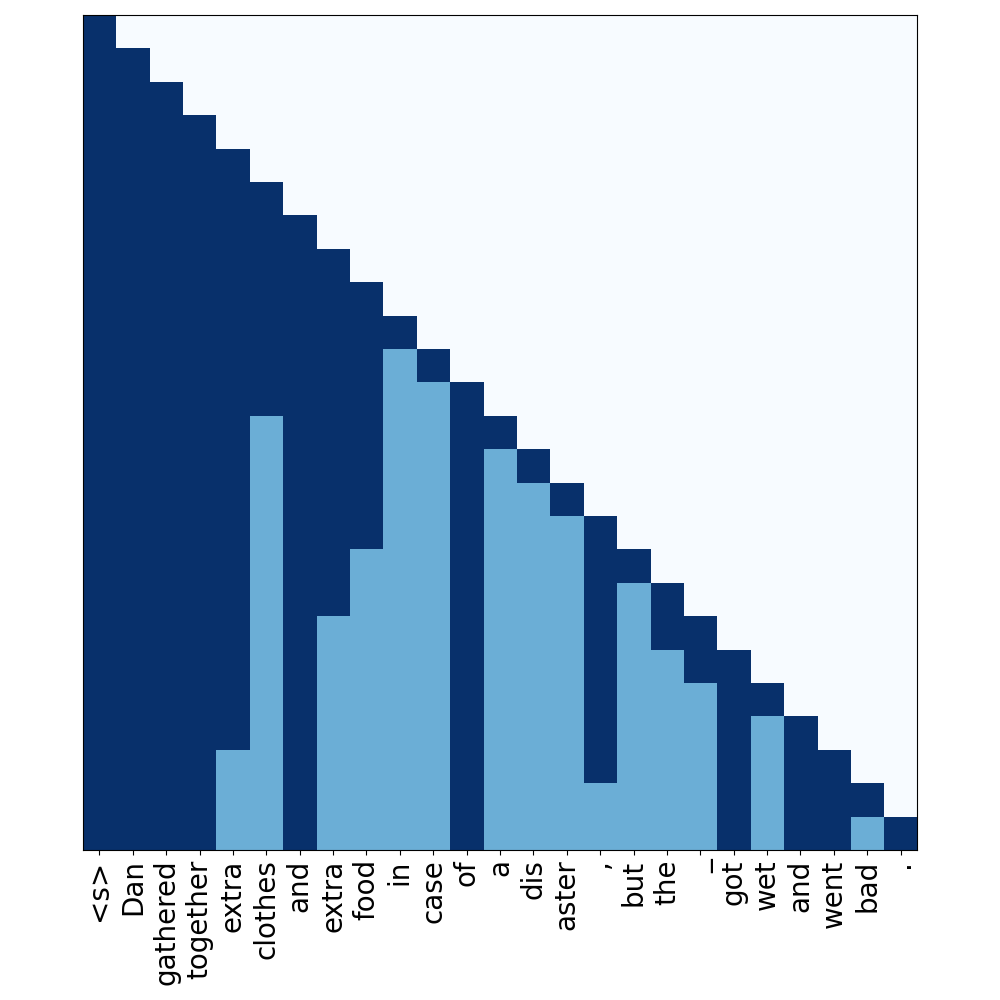 <s> Dan gathered together extra clothes and extra food in case of a dis aster , but the _ got wet and went bad .